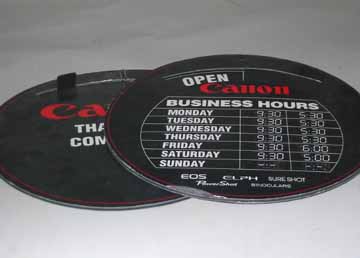 Canon
THA
COM
OPEN
Canon
BUSINESS HOURS
MONDAY 9:30 5:30
TUESDAY 9:30 5:30
WEDNESDAY 9:30 5:30
THURSDAY 9:30 5:30
FRIDAY 9:30 6:00
SATURDAY 9:30 5:00
SUNDAY
EOS ELPH SURE SHOT
PowerShot BINOCULARS